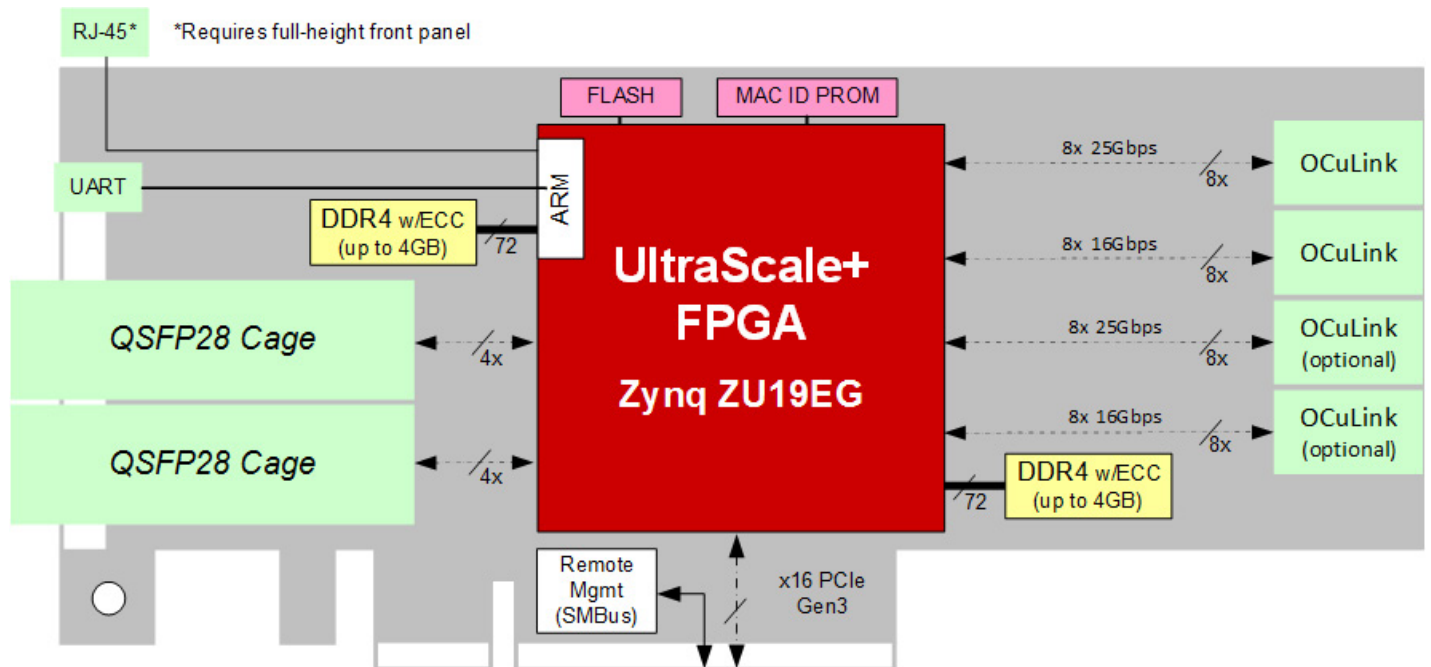 RJ-45*
*Requires full-height front panel
FLASH
MAC ID PROM
UART
ARM
DDR4 w/ECC
(up to 4GB)
72
8x 25Gbps
8x
OCuLink
8x 16Gbps
8x
OCuLink
UltraScale+
FPGA
Zynq ZU19EG
QSFP28 Cage
4x
8x 25Gbps
8x
OCuLink
(optional)
QSFP28 Cage
4x
8x 16Gbps
8x
OCuLink
(optional)
72
DDR4 w/ECC
(up to 4GB)
Remote
Mgmt
(SMBus)
x16 PCIe
Gen3